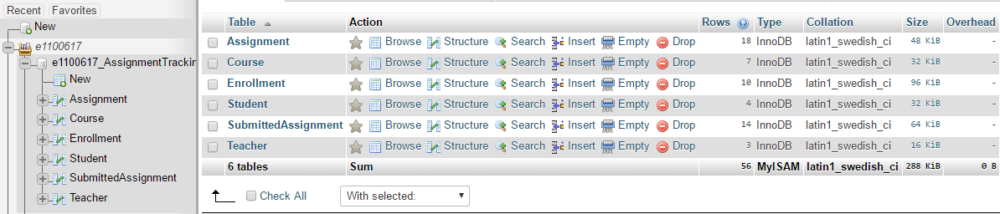 Recent Favorites
New
e1100617
e1100617_AssignmentTrackin
New
Assignment
Course
Enrollment
Student
SubmittedAssignment
Teacher
Table Action Rows Type Collation Size Overhead
Assignment Browse Structure Search Insert Empty Drop 18 InnoDB latin1_swedish_ci 48 KiB -
Course Browse Structure Search Insert Empty Drop 7 InnoDB latin1_swedish_ci 32 KiB -
Enrollment Browse Structure Search Insert Empty Drop 10 InnoDB latin1_swedish_ci 96 KiB -
Student Browse Structure Search Insert Empty Drop 4 InnoDB latin1_swedish_ci 32 KiB -
SubmittedAssignment Browse Structure Search Insert Empty Drop 14 InnoDB latin1_swedish_ci 64 KiB -
Teacher Browse Structure Search Insert Empty Drop 3 InnoDB latin1_swedish_ci 16 KiB -
6 tables Sum 56 MyISAM latin1_swedish_ci 288 KiB 0 B
Check All With selected: